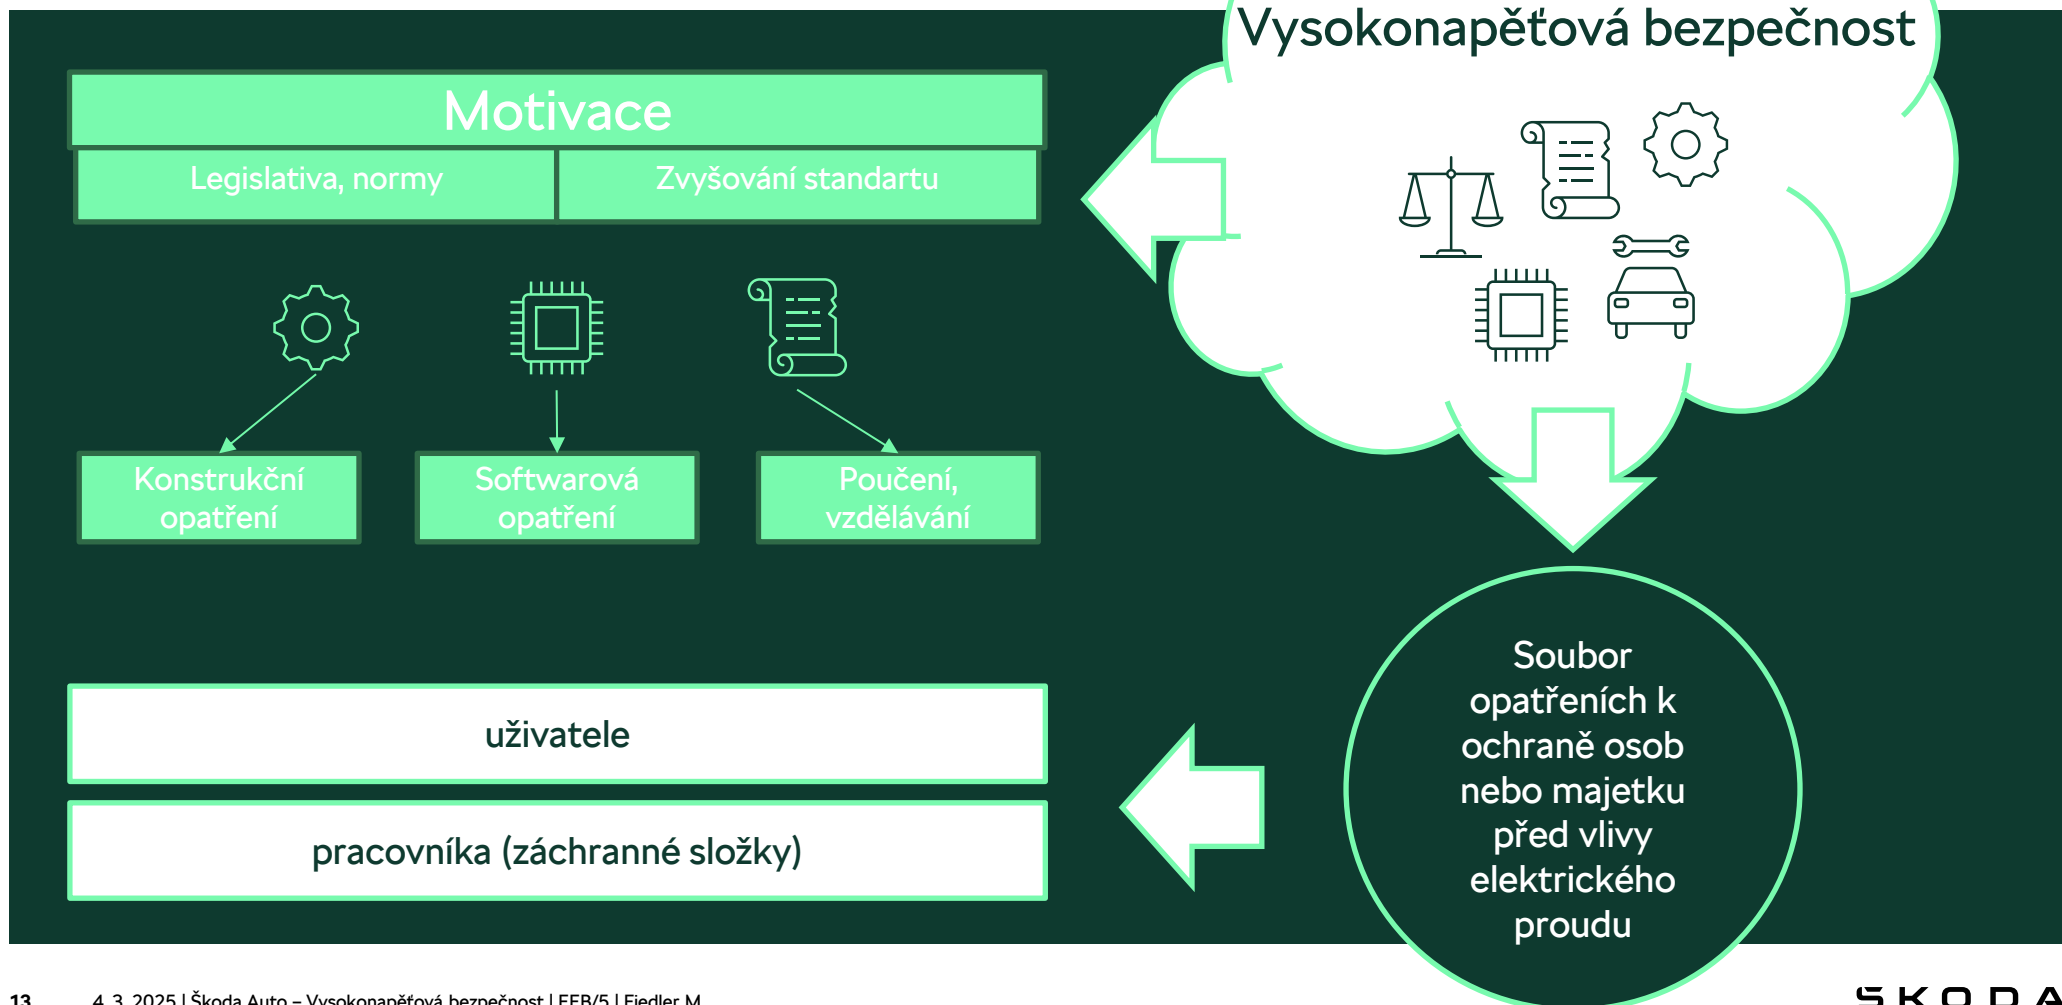 Vysokonapěťová bezpečnost
Motivace
Legislativa, normy
Zvyšování standartu
Konstrukční
opatření
Softwarová
opatření
Poučení,
vzdělávání
Soubor
opatřeních k
ochraně osob
nebo majetku
před vlivy
elektrického
proudu
uživatele
pracovníka (záchranné složky)
13 4. 3. 2025 | Škoda Auto – Vysokonapěťová bezpečnost | EEB/5 | Fiedler M.
ŠKODA